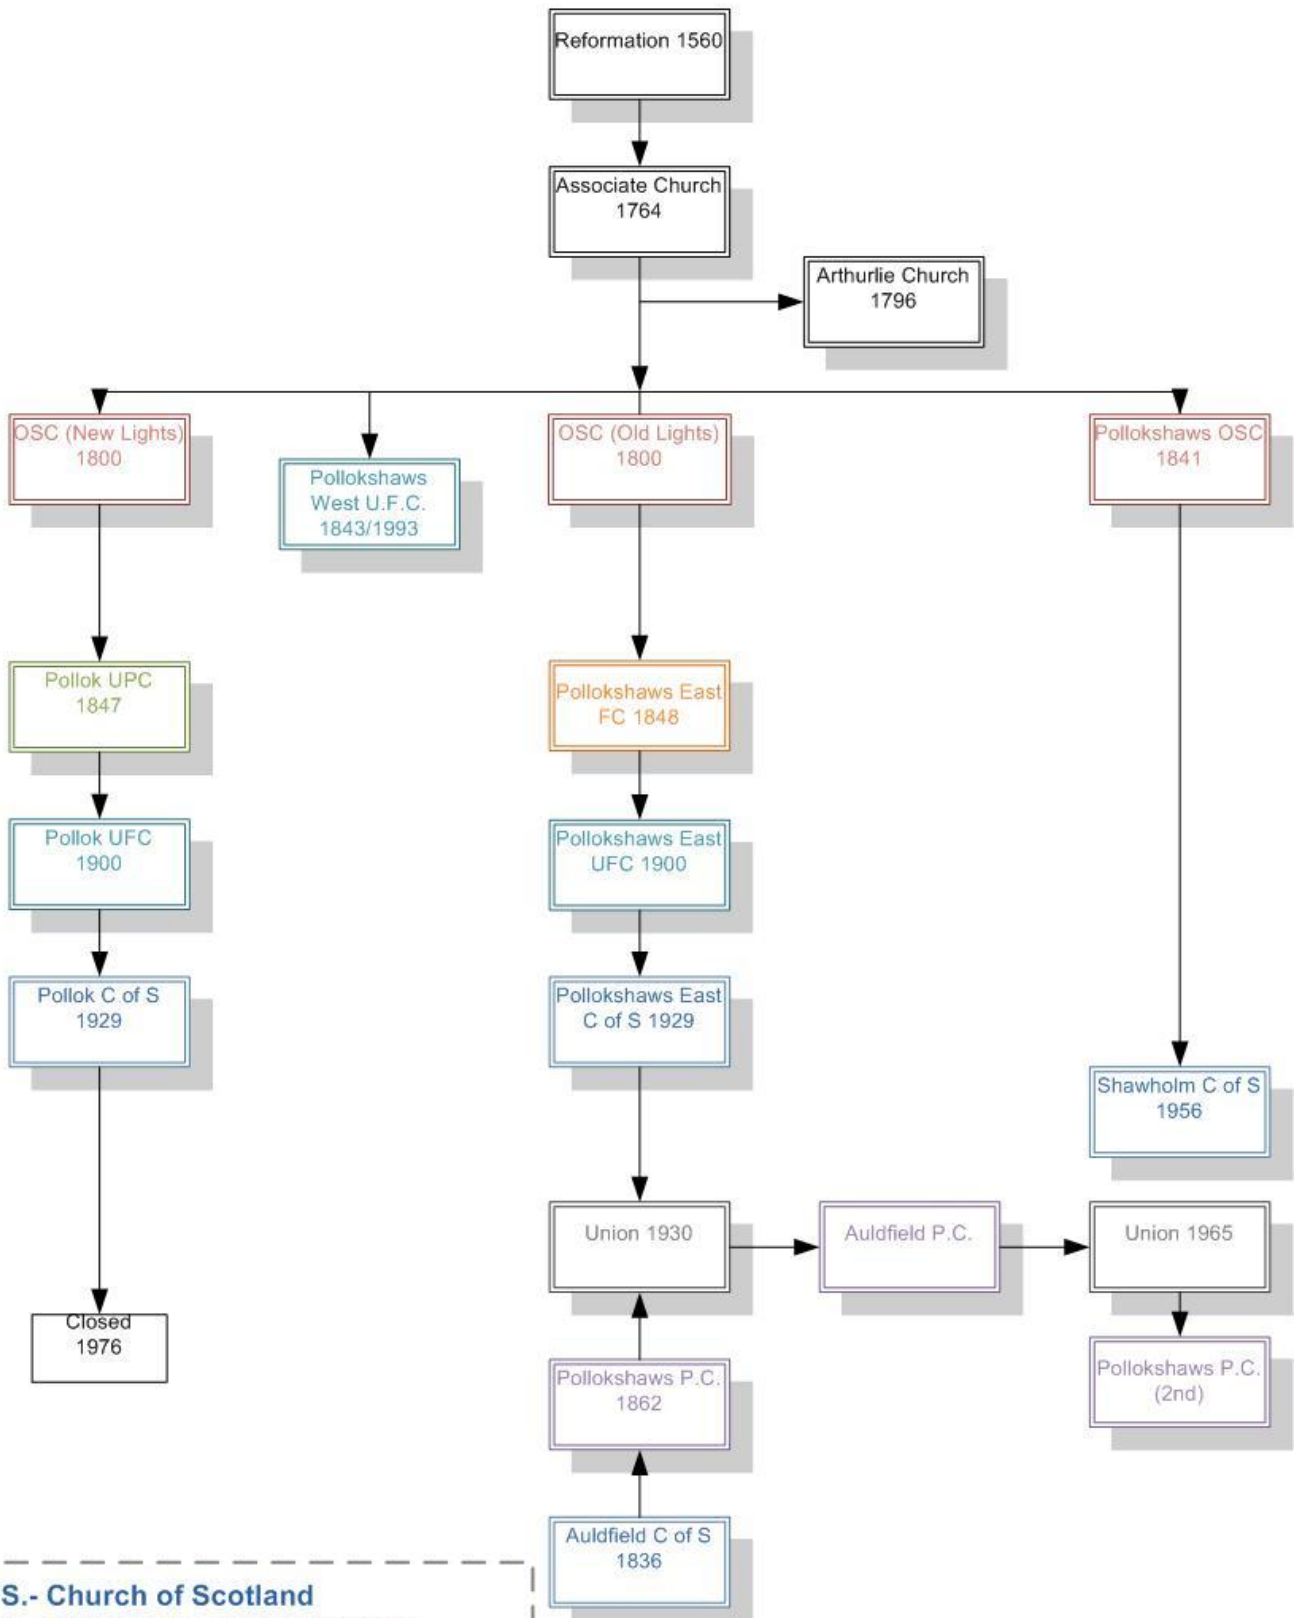 Reformation 1560
Associate Church
1764
Arthurlie Church
1796
OSC (New Lights)
1800
Pollokshaws
West U.F.C.
1843/1993
OSC (Old Lights)
1800
Pollokshaws OSC
1841
Pollok UPC
1847
Pollokshaws East
FC 1848
Pollok UFC
1900
Pollokshaws East
UFC 1900
Pollok C of S
1929
Pollokshaws East
C of S 1929
Shawholm C of S
1956
Union 1930
Auldfield P.C.
Union 1965
Closed
1976
Pollokshaws P.C.
1862
Pollokshaws P.C.
(2nd)
Auldfield C of S
1836
S.- Church of Scotland